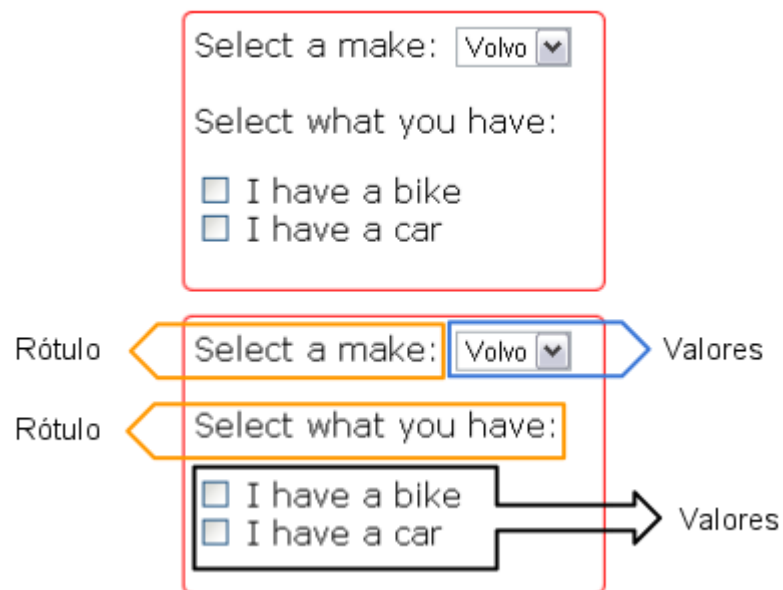 Select a make: Volvo
Select what you have:
I have a bike
I have a car
Rótulo Select a make: Volvo Valores
Rótulo Select what you have:
I have a bike
I have a car
Valores